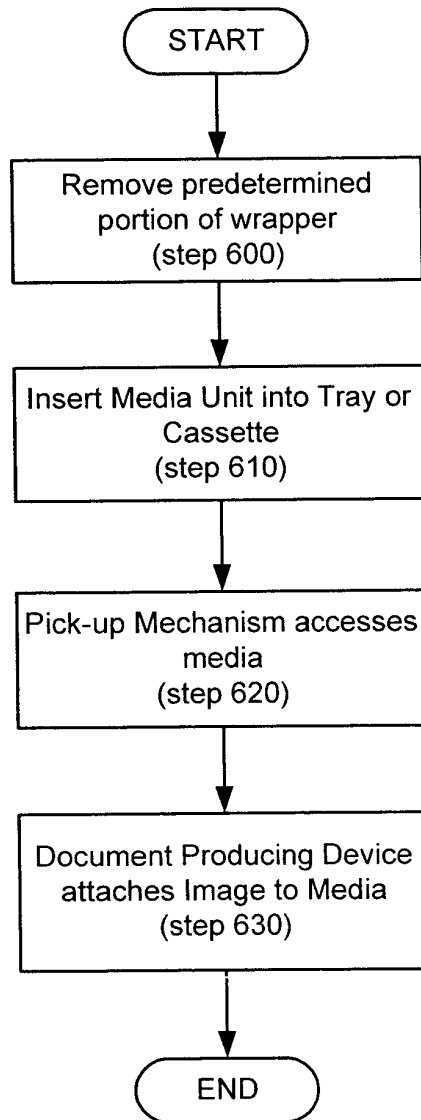 START
Remove predetermined
portion of wrapper
(step 600)
Insert Media Unit into Tray or
Cassette
(step 610)
Pick-up Mechanism accesses
media
(step 620)
Document Producing Device
attaches Image to Media
(step 630)
END